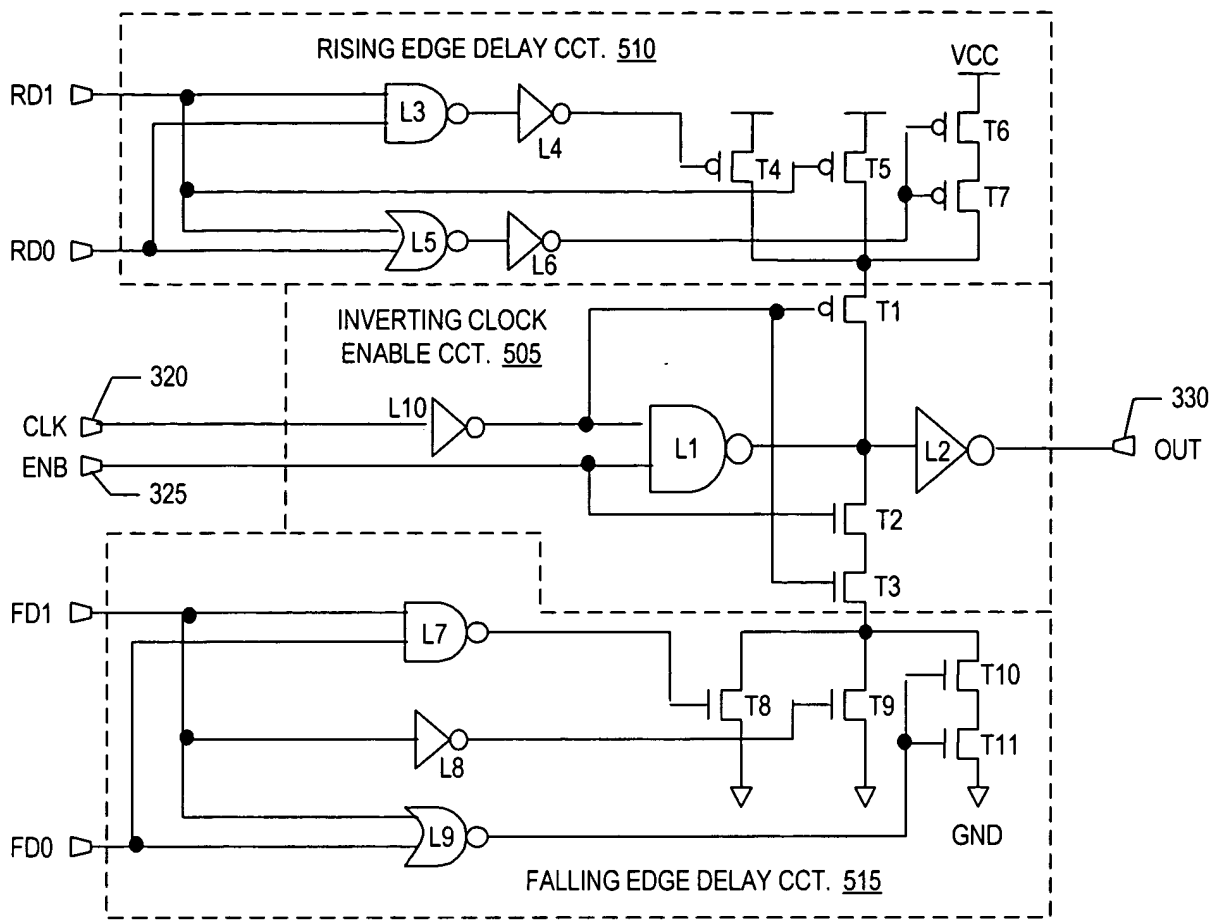 RISING EDGE DELAY CCT. 510
VCC
RD1
L3
L4
T4
T5
T6
T7
RD0
L5
L6
INVERTING CLOCK
ENABLE CCT. 505
T1
320
330
CLK
L10
L1
L2
OUT
ENB
325
T2
T3
FD1
L7
T8
T9
T10
L8
T11
FD0
L9
GND
FALLING EDGE DELAY CCT. 515